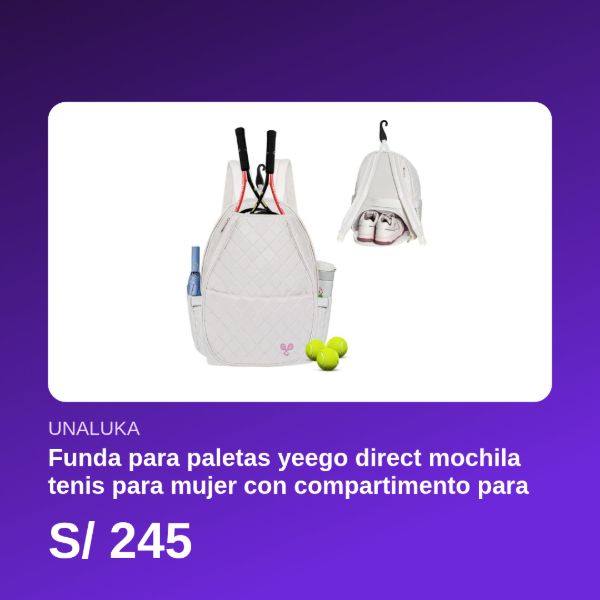 UNALUKA
Funda para paletas yeego direct mochila
tenis para mujer con compartimento para
S/ 245